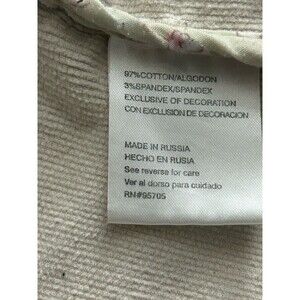 97%COTTON/ALGODON
3%SPANDEX/SPANDEX
EXCLUSIVE OF DECORATION
CON EXCLUSION DE DECORACION
MADE IN RUSSIA
HECHO EN RUSIA
See reverse for care
Ver al dorso para cuidado
RN#95705